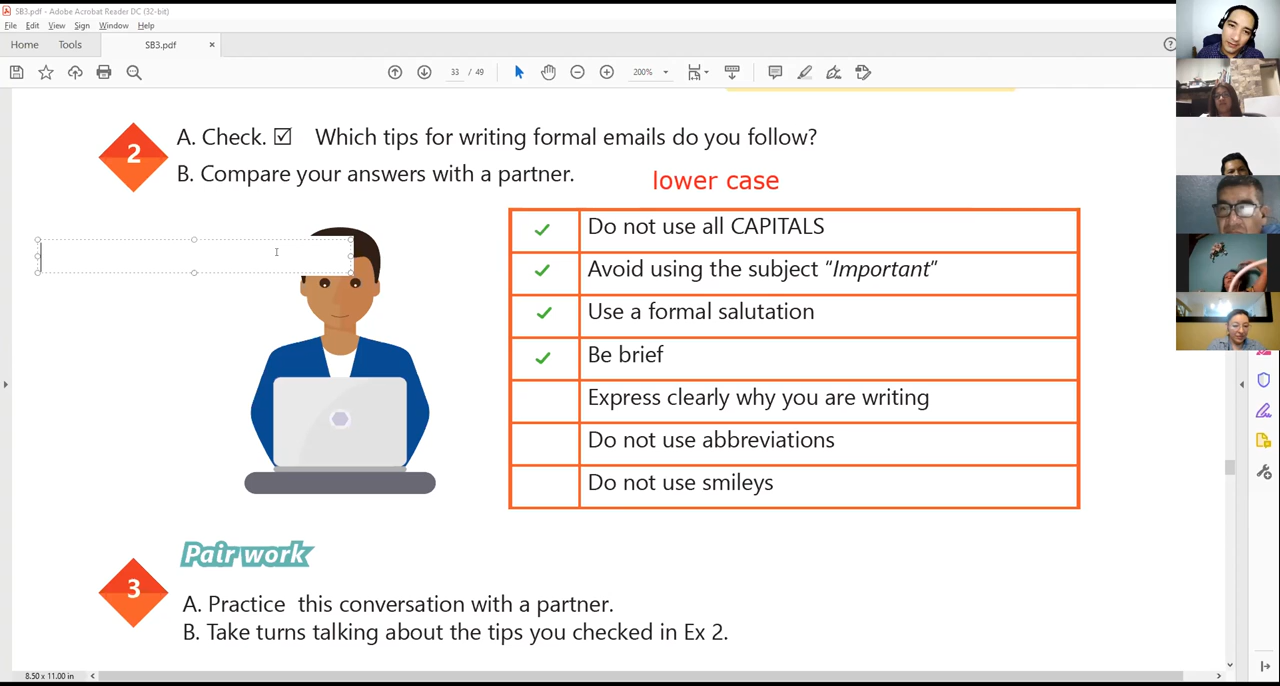 SB3.pdf - Adobe Acrobat Reader DC (32-bit)
File Edit View Sign Window Help
Home Tools SB3.pdf ×
33 / 49 200%
A. Check. ☑ Which tips for writing formal emails do you follow?
2
B. Compare your answers with a partner.
lower case
✓ Do not use all CAPITALS
✓ Avoid using the subject "Important"
✓ Use a formal salutation
✓ Be brief
Express clearly why you are writing
Do not use abbreviations
Do not use smileys
Pair work
3
A. Practice this conversation with a partner.
B. Take turns talking about the tips you checked in Ex 2.
8.50 x 11.00 in